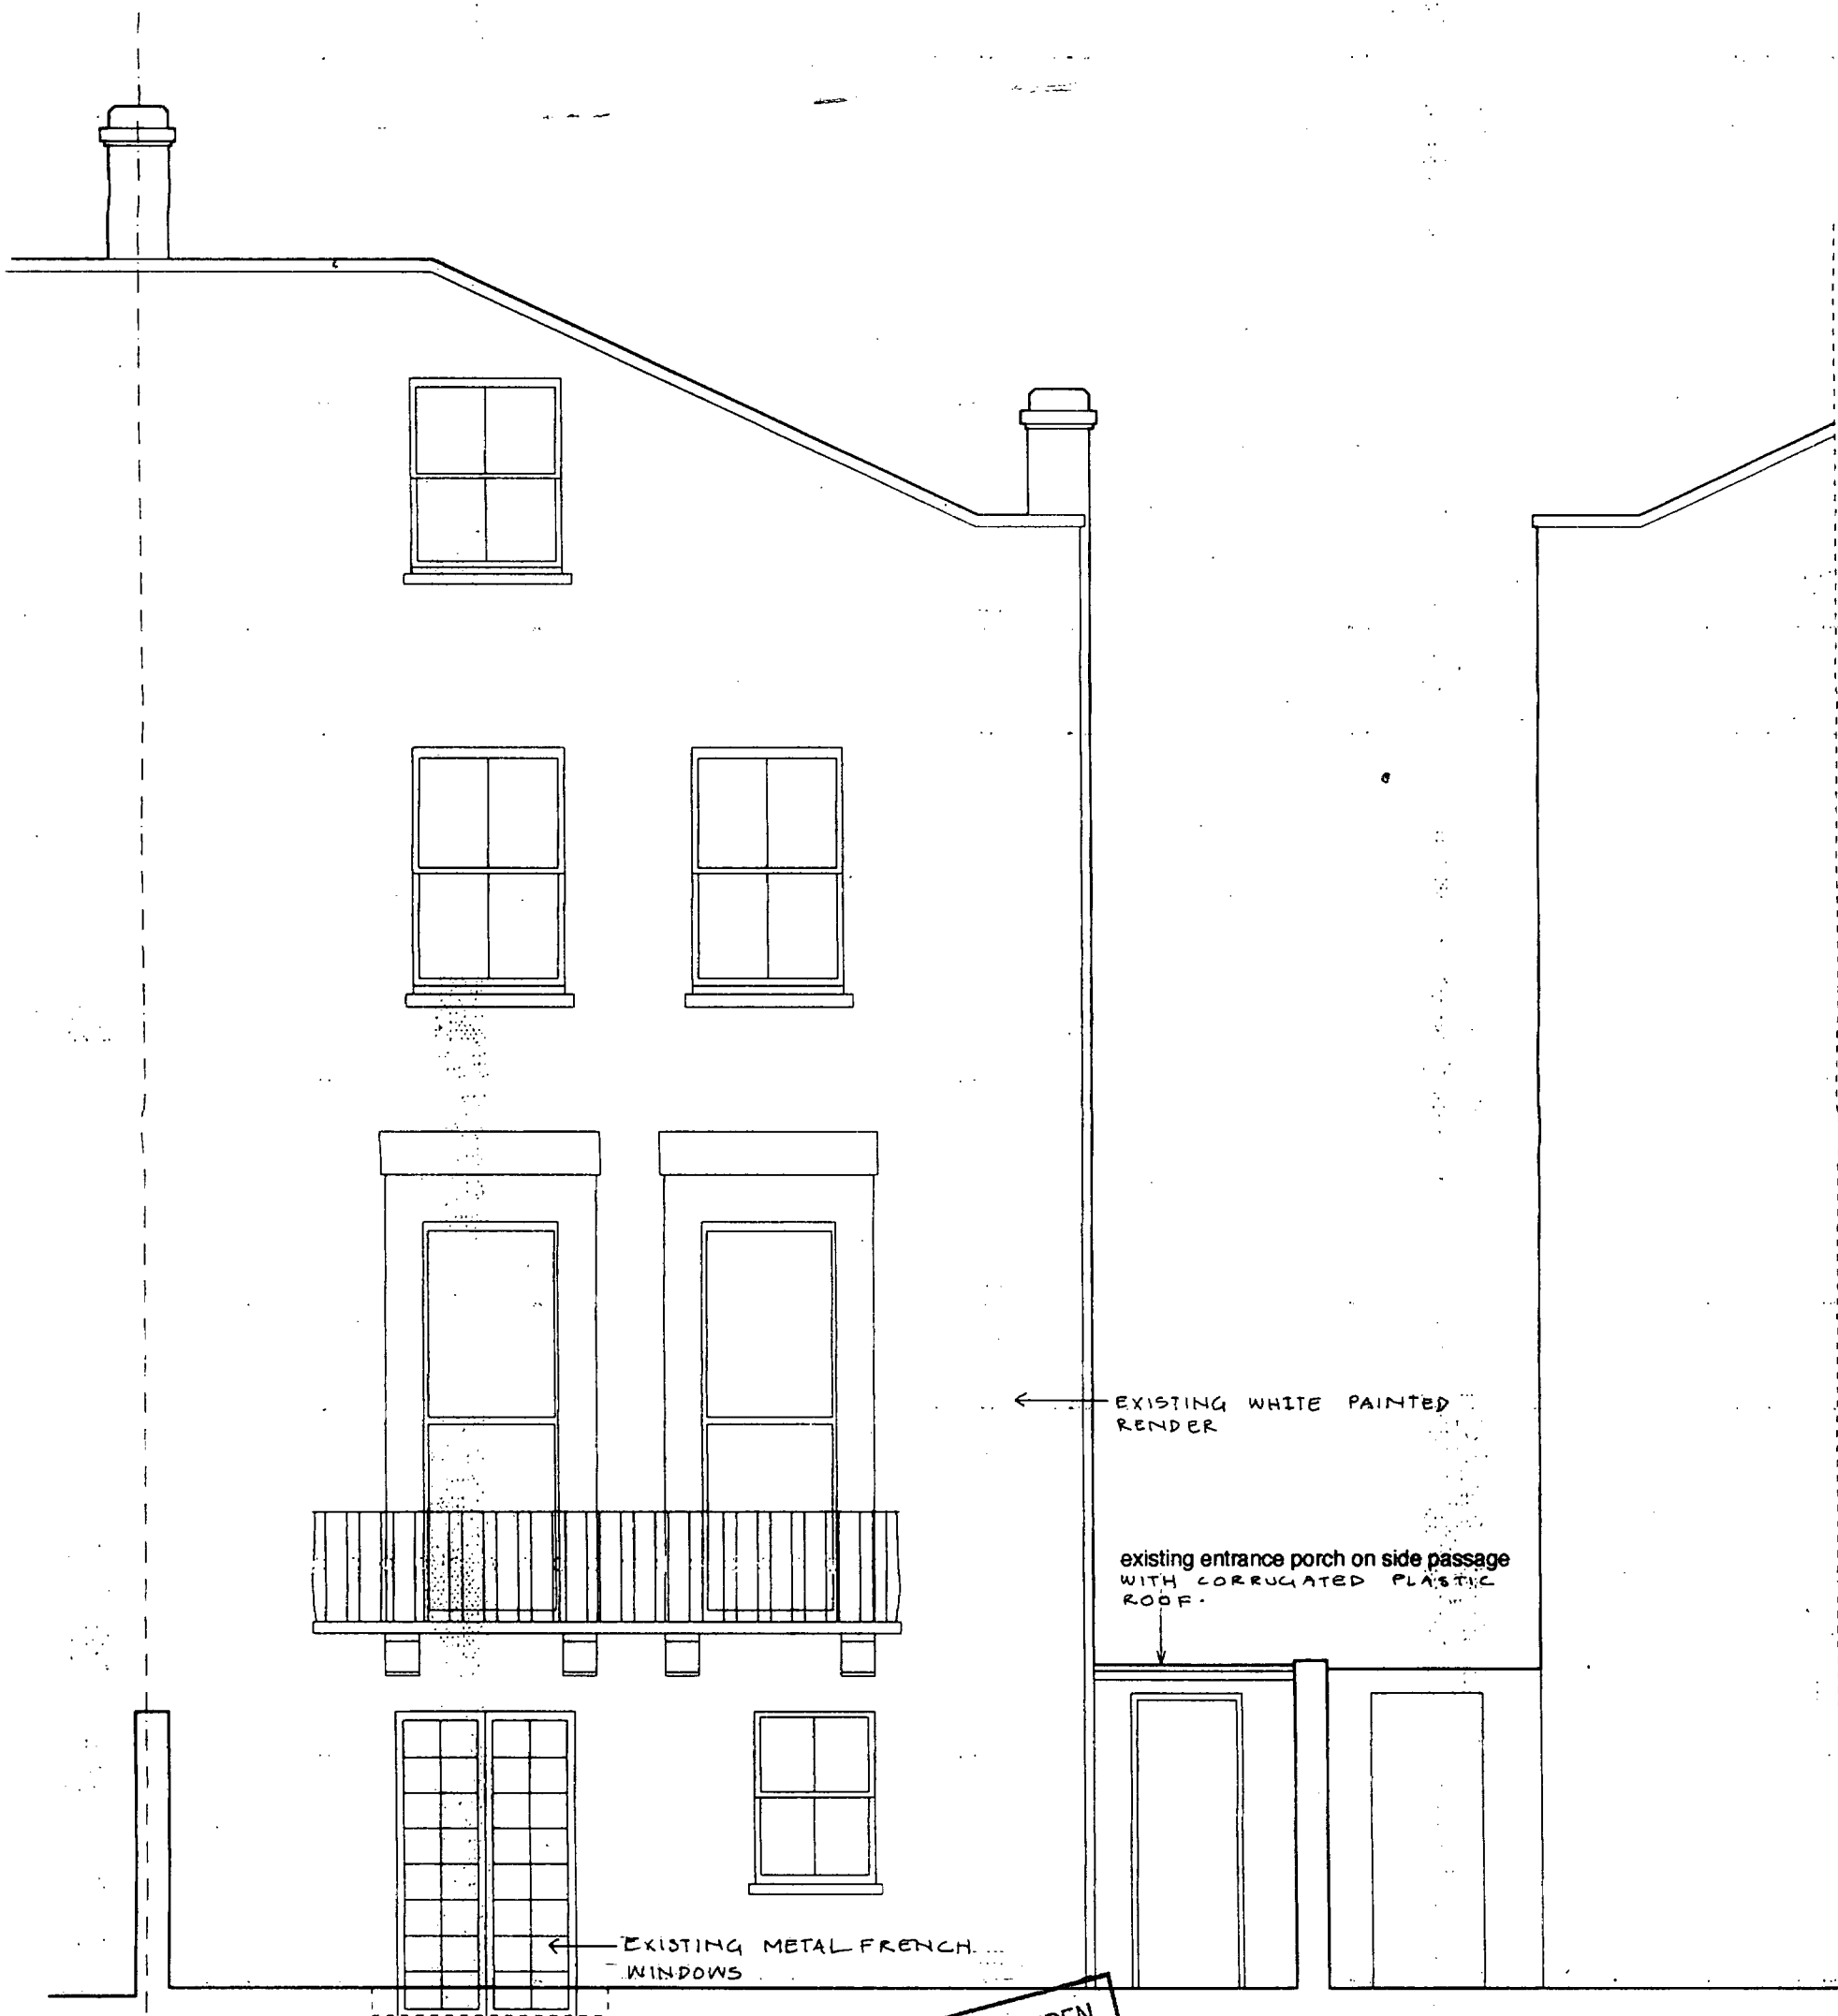 EXISTING WHITE PAINTED
RENDER
existing entrance porch on side passage
WITH CORRUGATED PLASTIC
ROOF.
EXISTING METAL FRENCH
WINDOWS